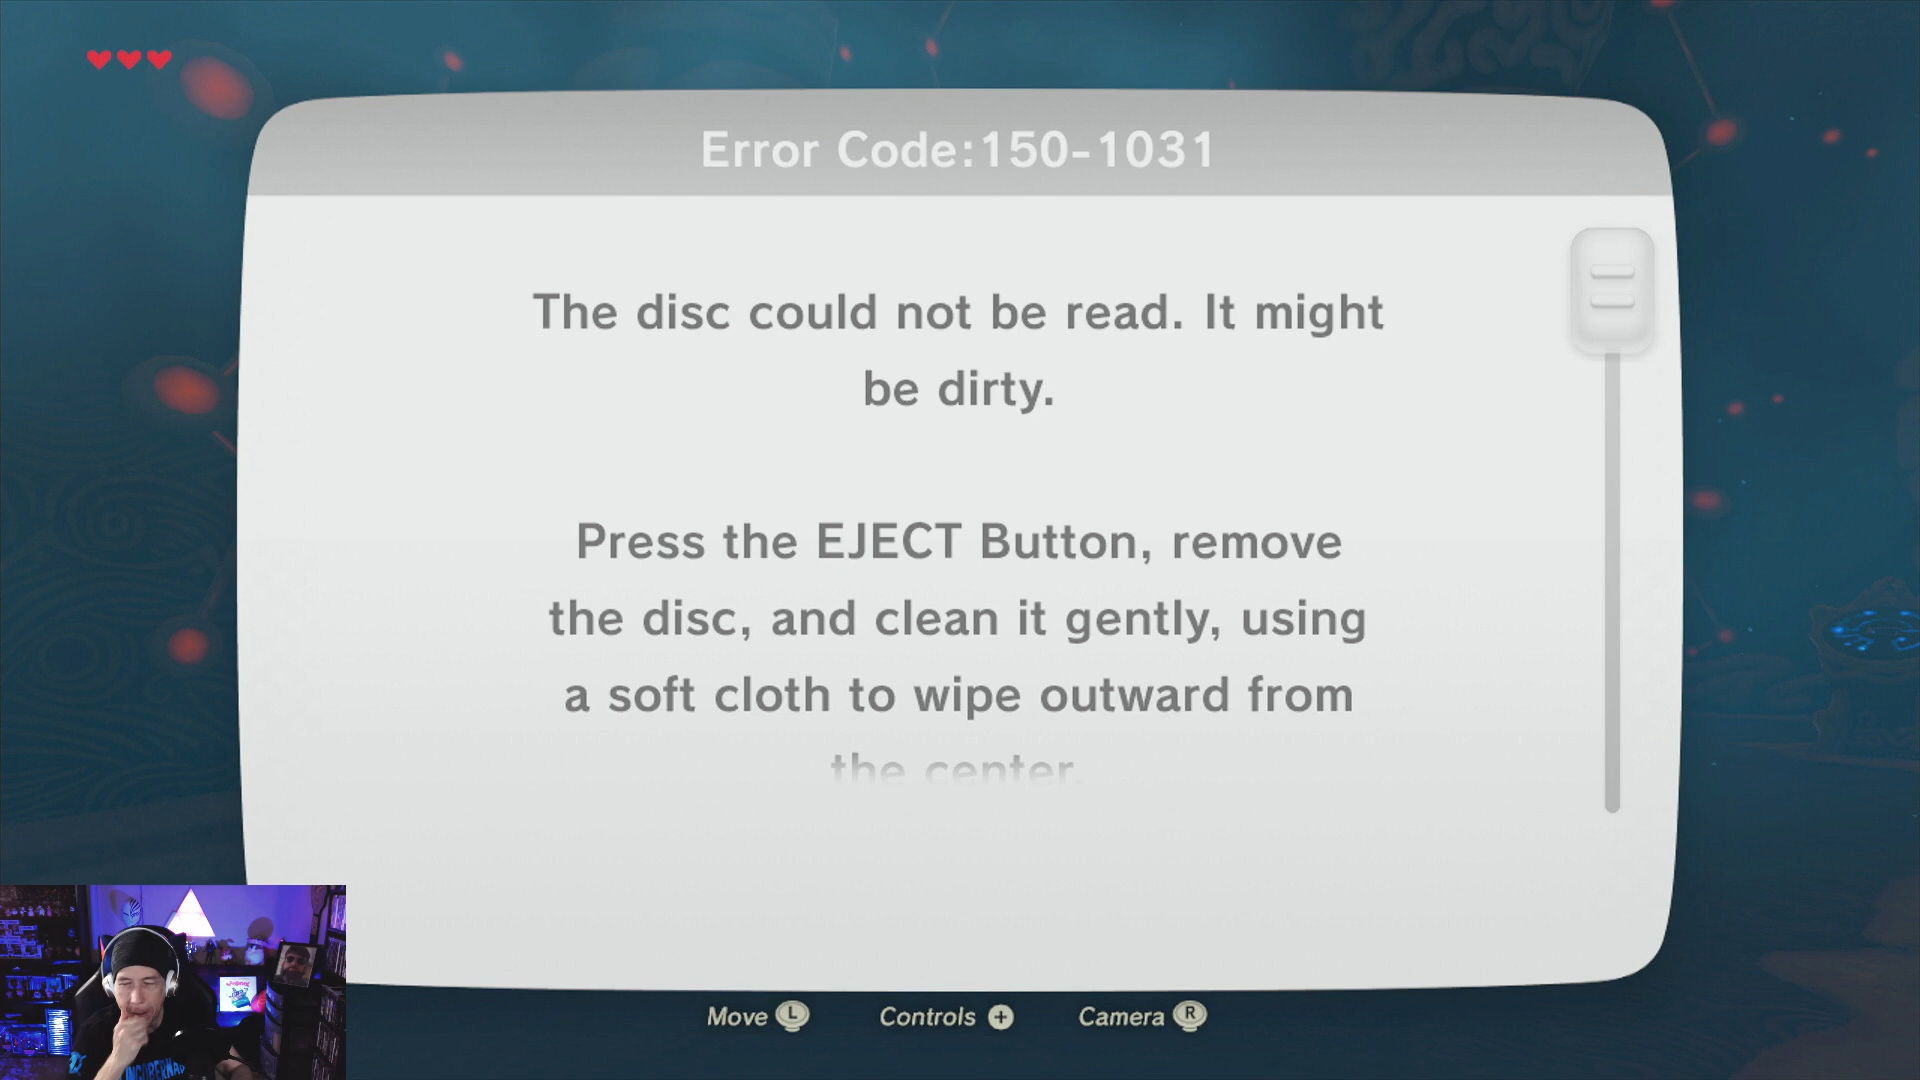 Error Code:150-1031
The disc could not be read. It might
be dirty.
Press the EJECT Button, remove
the disc, and clean it gently, using
a soft cloth to wipe outward from
the center.
Move L
Controls +
Camera R